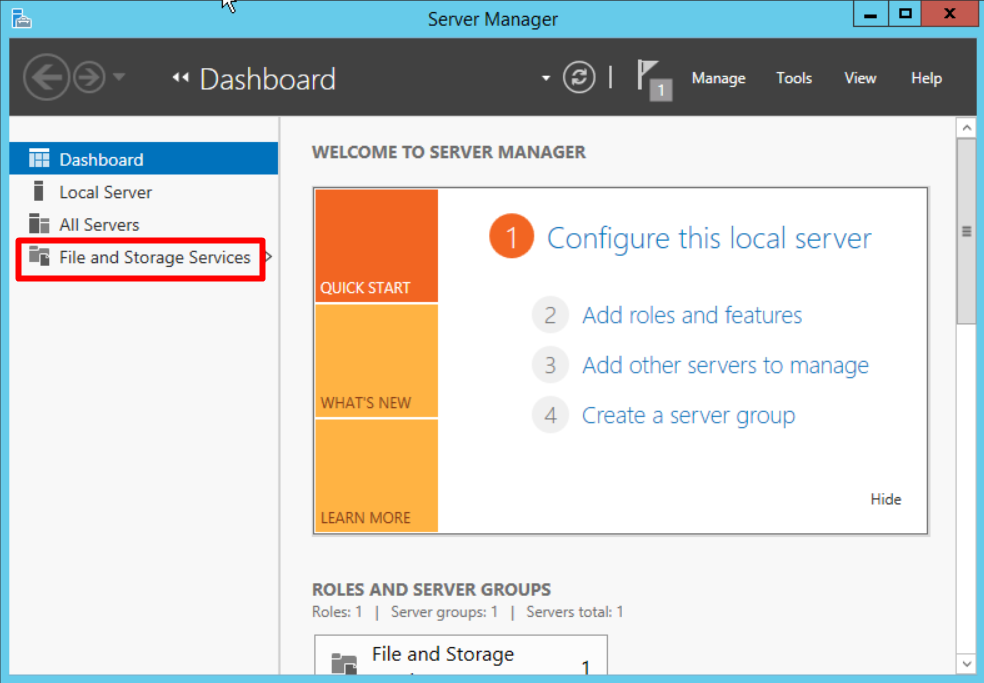 Server Manager
Dashboard
1
Manage
Tools
View
Help
Dashboard
Local Server
All Servers
File and Storage Services
WELCOME TO SERVER MANAGER
QUICK START
WHAT'S NEW
LEARN MORE
1 Configure this local server
2 Add roles and features
3 Add other servers to manage
4 Create a server group
Hide
ROLES AND SERVER GROUPS
Roles: 1 | Server groups: 1 | Servers total: 1
File and Storage
1